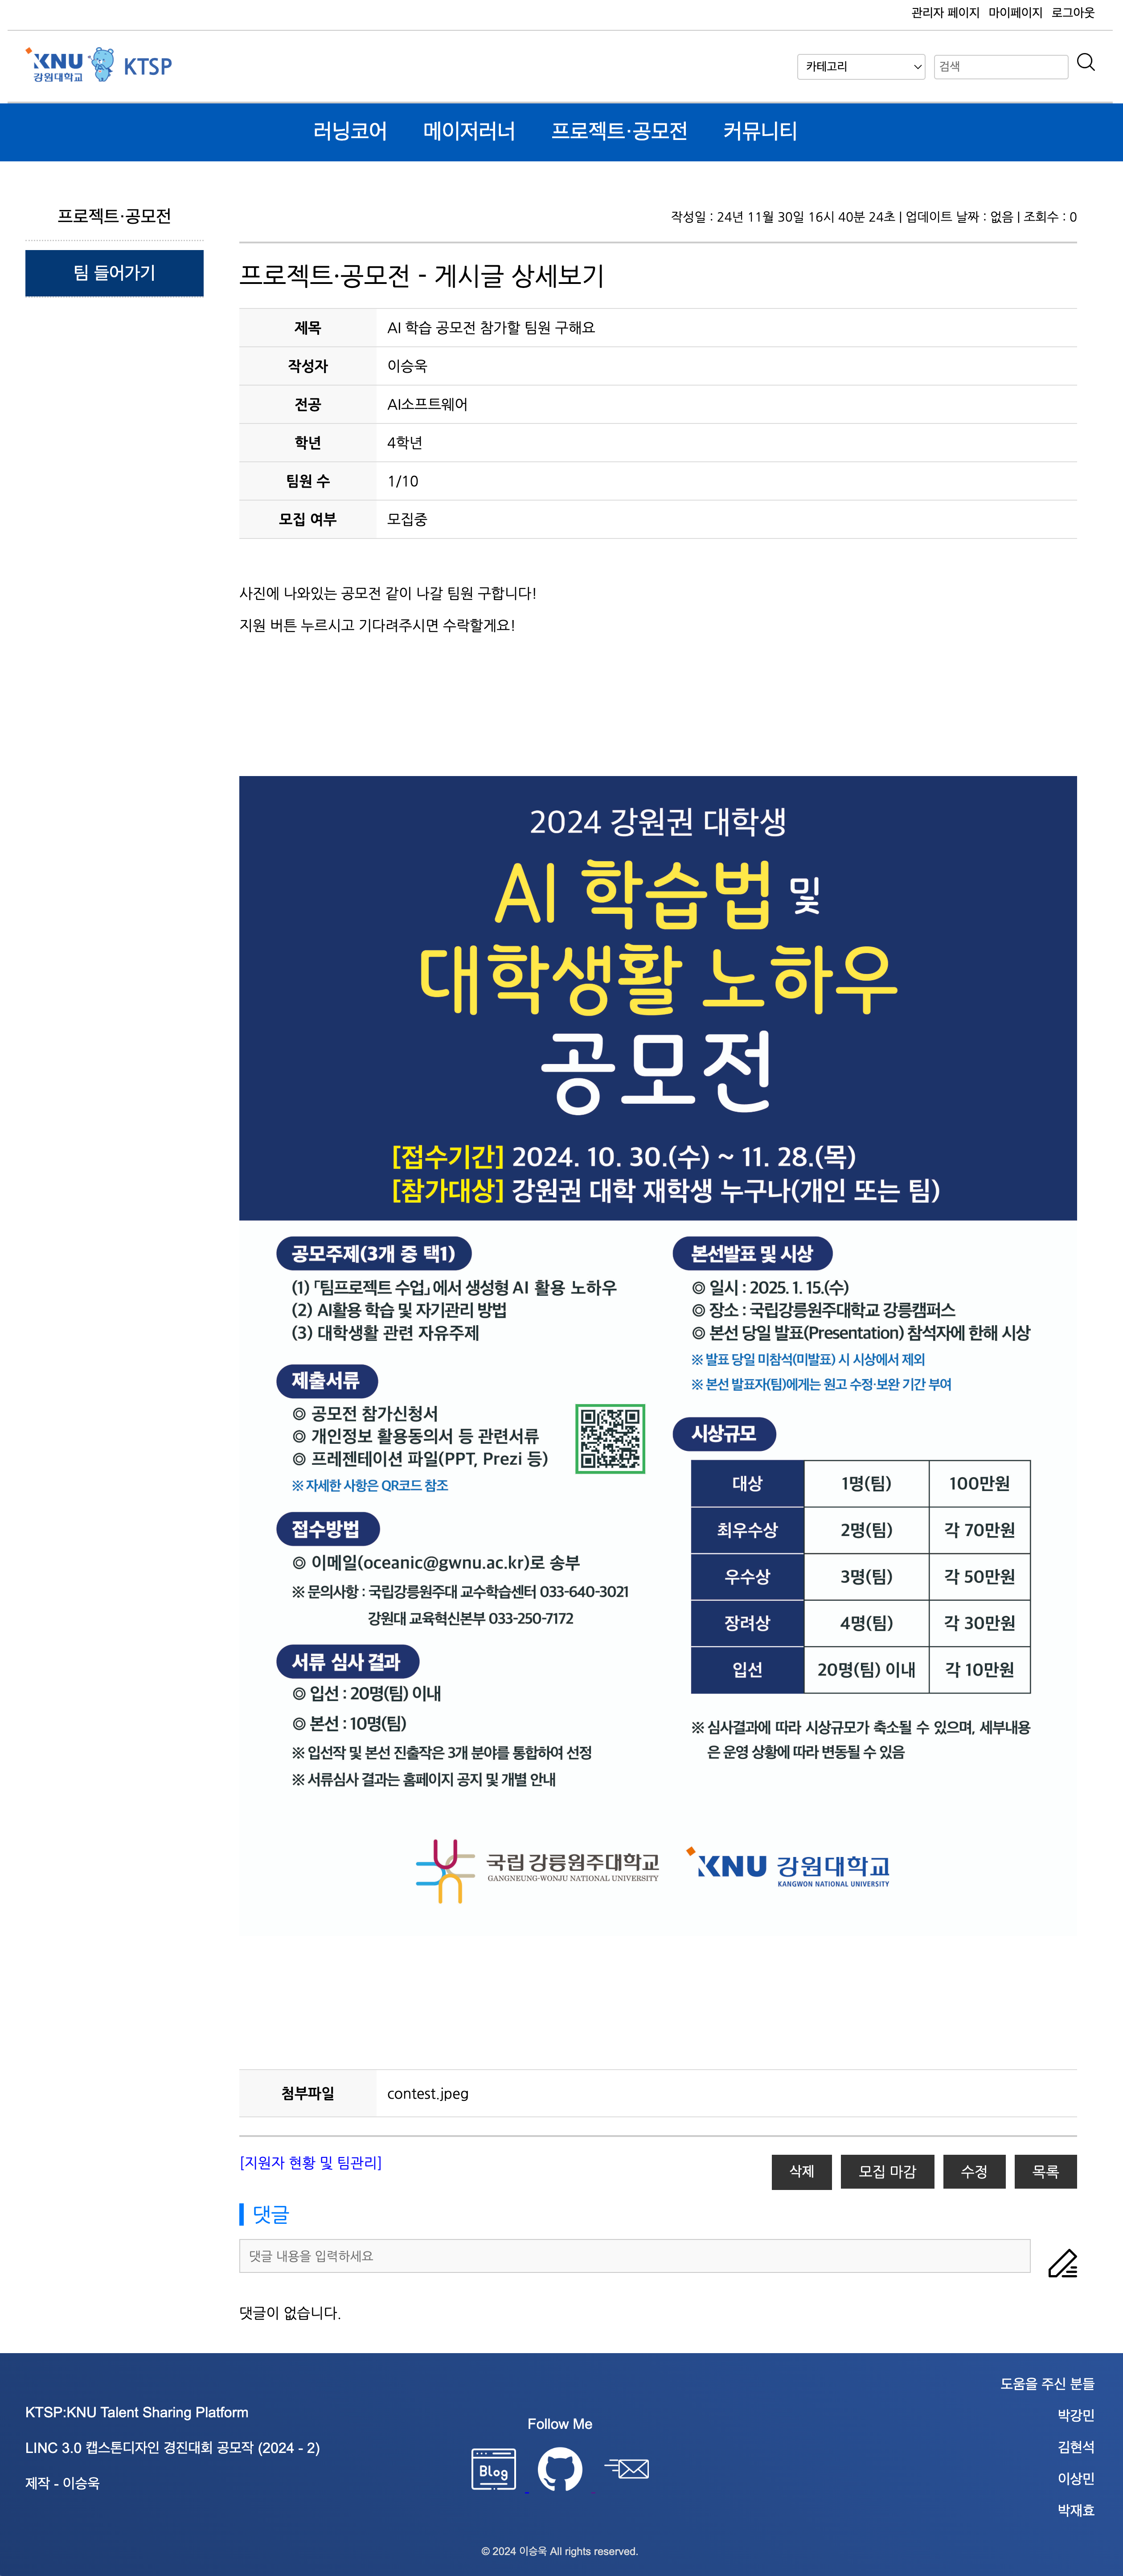 관리자 페이지 마이페이지 로그아웃
KNU 강원대학교 KTSP
카테고리 검색
러닝코어 메이저러너 프로젝트·공모전 커뮤니티
프로젝트·공모전
팀 들어가기
작성일 : 24년 11월 30일 16시 40분 24초 | 업데이트 날짜 : 없음 | 조회수 : 0
프로젝트·공모전 - 게시글 상세보기
제목 AI 학습 공모전 참가할 팀원 구해요
작성자 이승욱
전공 AI소프트웨어
학년 4학년
팀원 수 1/10
모집 여부 모집중
사진에 나와있는 공모전 같이 나갈 팀원 구합니다!
지원 버튼 누르시고 기다려주시면 수락할게요!
2024 강원권 대학생
AI 학습법 및
대학생활 노하우
공모전
[접수기간] 2024. 10. 30.(수) ~ 11. 28.(목)
[참가대상] 강원권 대학 재학생 누구나(개인 또는 팀)
공모주제(3개 중 택1)
(1) 「팀프로젝트 수업」에서 생성형 AI 활용 노하우
(2) AI활용 학습 및 자기관리 방법
(3) 대학생활 관련 자유주제
제출서류
◎ 공모전 참가신청서
◎ 개인정보 활용동의서 등 관련서류
◎ 프레젠테이션 파일(PPT, Prezi 등)
※ 자세한 사항은 QR코드 참조
접수방법
◎ 이메일(oceanic@gwnu.ac.kr)로 송부
※ 문의사항 : 국립강릉원주대 교수학습센터 033-640-3021
강원대 교육혁신본부 033-250-7172
서류 심사 결과
◎ 입선 : 20명(팀) 이내
◎ 본선 : 10명(팀)
※ 입선작 및 본선 진출작은 3개 분야를 통합하여 선정
※ 서류심사 결과는 홈페이지 공지 및 개별 안내
본선발표 및 시상
◎ 일시 : 2025. 1. 15.(수)
◎ 장소 : 국립강릉원주대학교 강릉캠퍼스
◎ 본선 당일 발표(Presentation) 참석자에 한해 시상
※ 발표 당일 미참석(미발표) 시 시상에서 제외
※ 본선 발표자(팀)에게는 원고 수정·보완 기간 부여
시상규모
대상 1명(팀) 100만원
최우수상 2명(팀) 각 70만원
우수상 3명(팀) 각 50만원
장려상 4명(팀) 각 30만원
입선 20명(팀) 이내 각 10만원
※ 심사결과에 따라 시상규모가 축소될 수 있으며, 세부내용
은 운영 상황에 따라 변동될 수 있음
국립 강릉원주대학교
GANGNEUNG-WONJU NATIONAL UNIVERSITY
KNU 강원대학교
KANGWON NATIONAL UNIVERSITY
첨부파일 contest.jpeg
[지원자 현황 및 팀관리] 삭제 모집 마감 수정 목록
댓글
댓글 내용을 입력하세요
댓글이 없습니다.
KTSP:KNU Talent Sharing Platform
LINC 3.0 캡스톤디자인 경진대회 공모작 (2024 - 2)
제작 - 이승욱
Follow Me
Blog
도움을 주신 분들
박강민
김현석
이상민
박재효
© 2024 이승욱 All rights reserved.